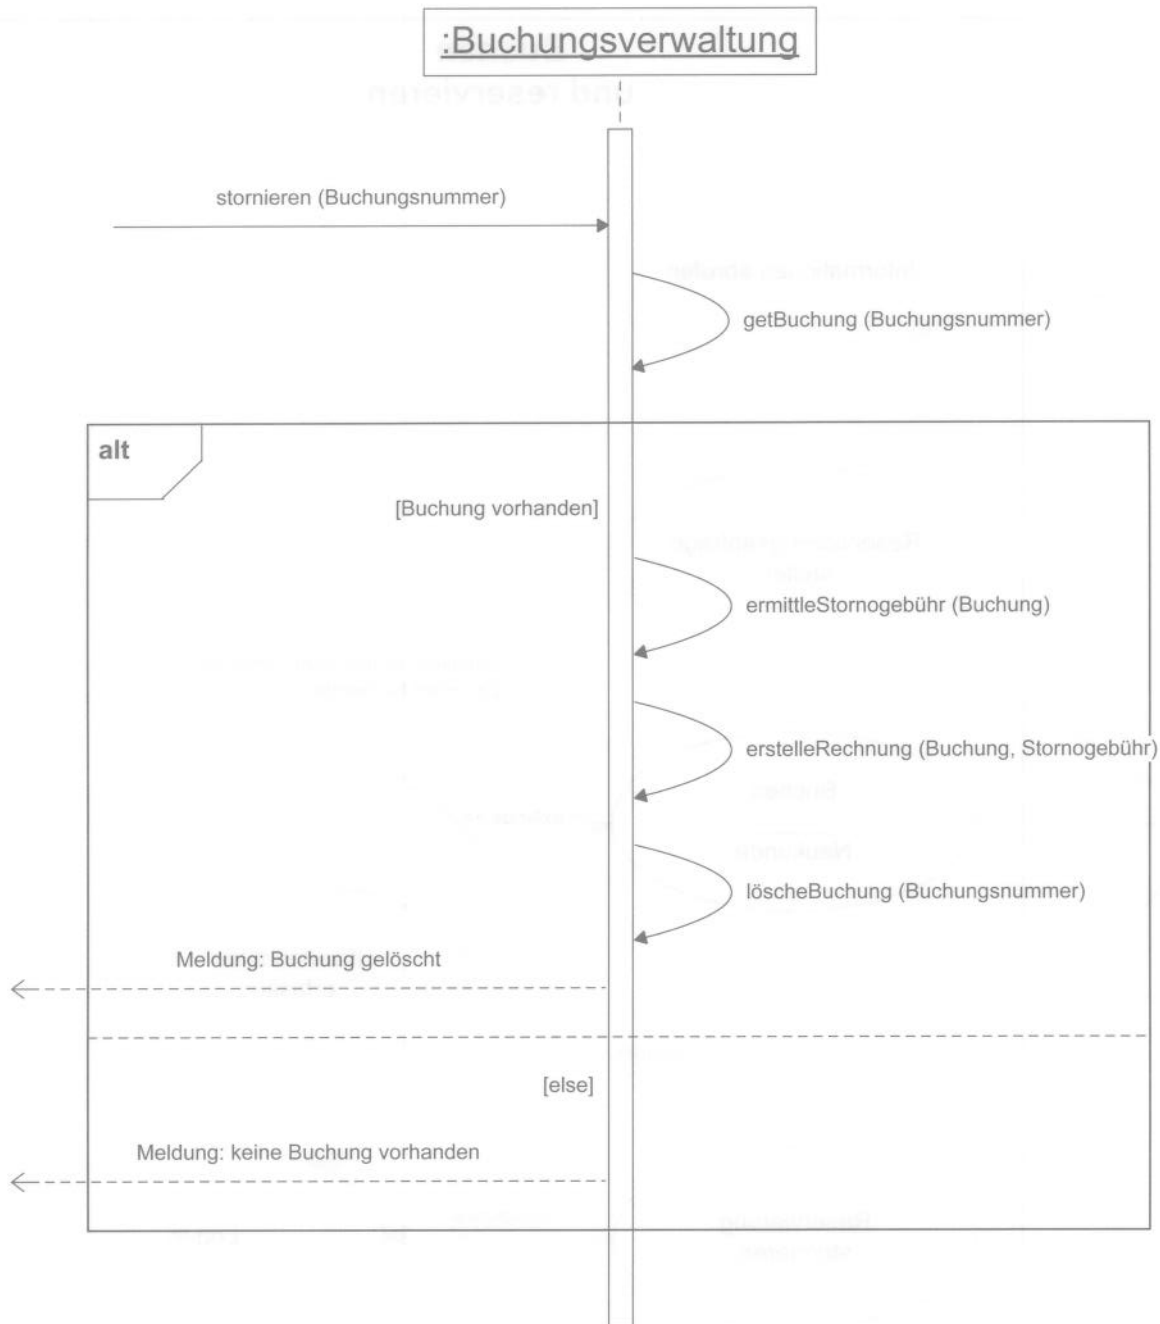 :Buchungsverwaltung
stornieren (Buchungsnummer)
getBuchung (Buchungsnummer)
alt
[Buchung vorhanden]
ermittleStornogebühr (Buchung)
erstelleRechnung (Buchung, Stornogebühr)
löscheBuchung (Buchungsnummer)
Meldung: Buchung gelöscht
[else]
Meldung: keine Buchung vorhanden